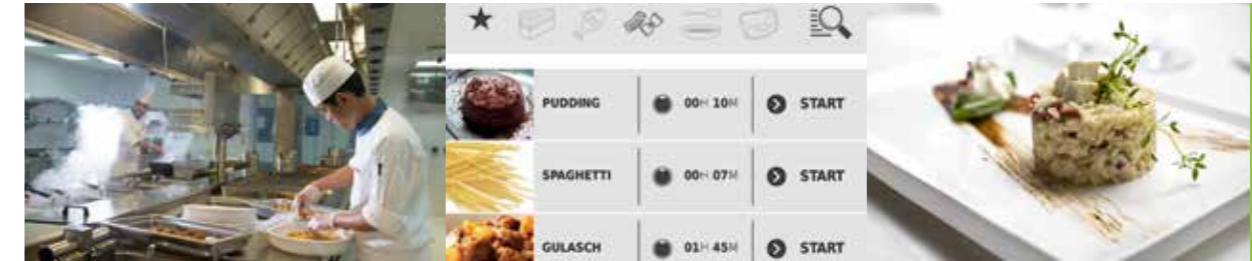 PUDDING 00H 10M START
SPAGHETTI 00H 07M START
GULASCH 01H 45M START